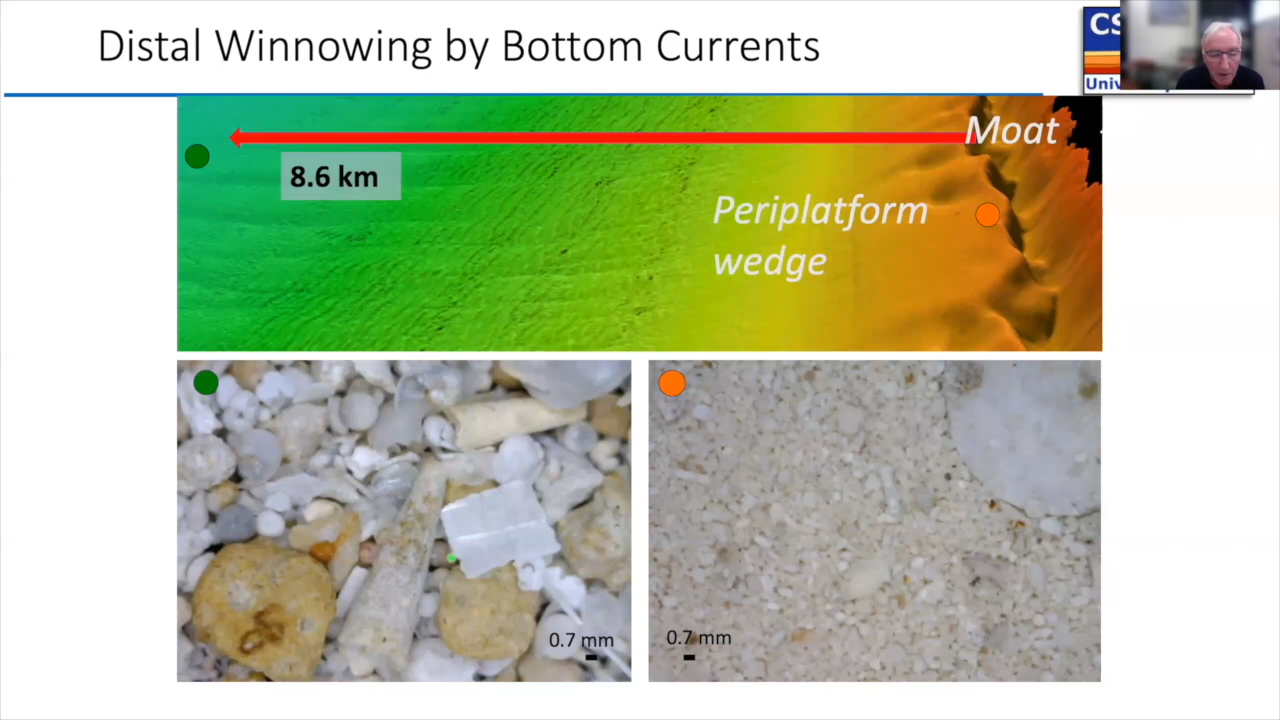 Distal Winnowing by Bottom Currents
CS
Univ
Moat
8.6 km
Periplatform
wedge
0.7 mm
0.7 mm